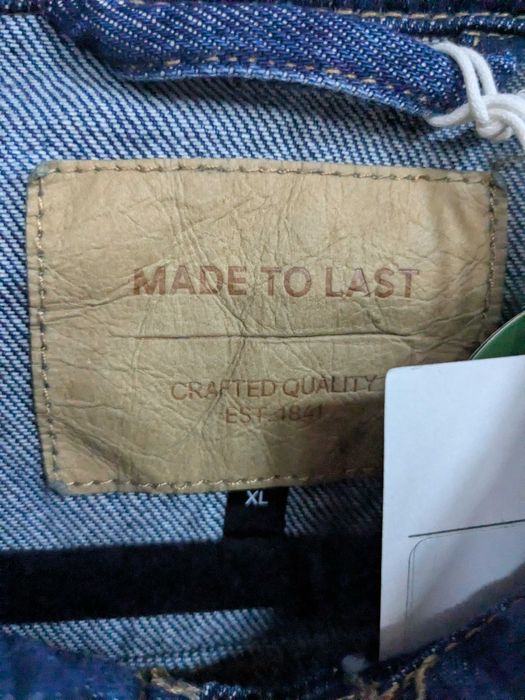 MADE TO LAST
CRAFTED QUALITY
EST. 1841
XL